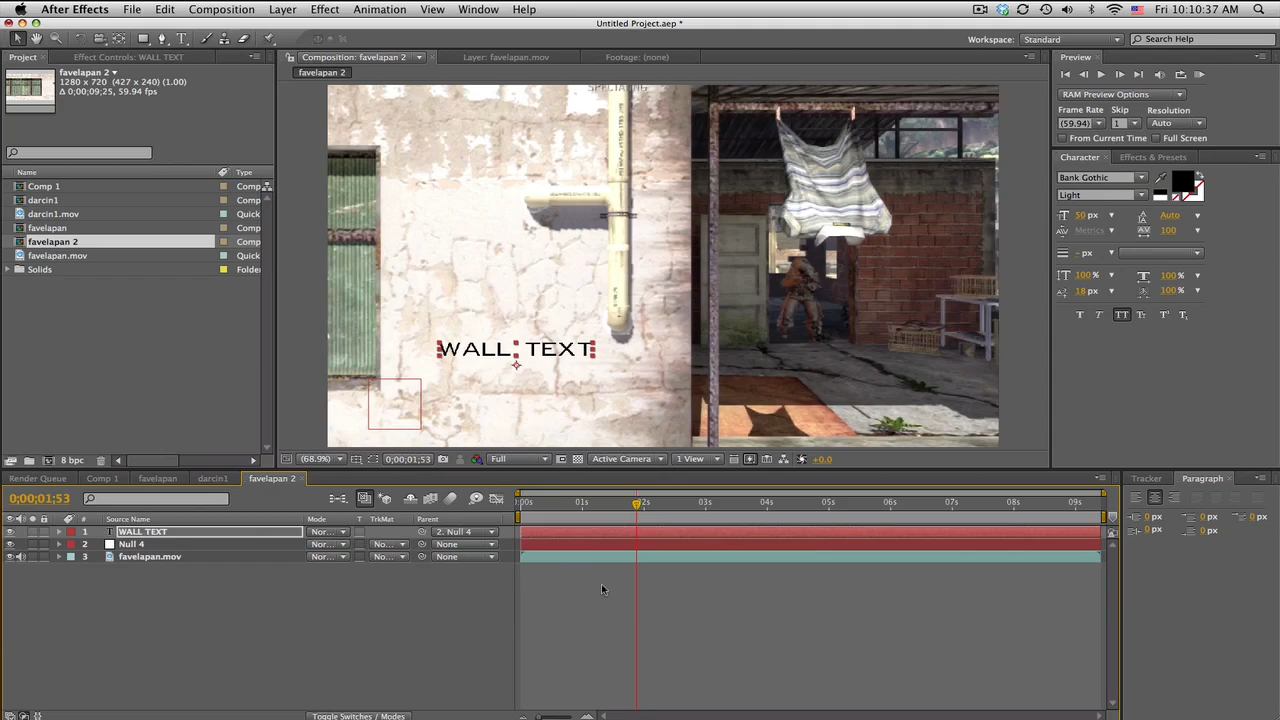 After Effects File Edit Composition Layer Effect Animation View Window Help Fri 10:10:37 AM
Untitled Project.aep *
Workspace: Standard Search Help
Project Effect Controls: WALL TEXT Composition: favelapan 2 Layer: favelapan.mov Footage: (none) Preview
favelapan 2
favelapan 2
1280 x 720 (427 x 240) (1.00)
Δ 0;00;09;25, 59.94 fps
SPECTATING
RAM Preview Options
Frame Rate Skip Resolution
(59.94) 1 Auto
From Current Time Full Screen
Character Effects & Presets
Name Type
Comp 1 Comp
darcin1 Comp
darcin1.mov Quick
favelapan Comp
favelapan 2 Comp
favelapan.mov Quick
Solids Folder
Bank Gothic
Light
50 px Auto
Metrics 100
- px
100 % 100 %
18 px 100 %
T T TT Tr T T
WALL TEXT
8 bpc
(68.9%) 0;00;01;53 Full Active Camera 1 View +0.0
Render Queue Comp 1 favelapan darcin1 favelapan 2
Tracker Paragraph
0;00;01;53
00s 01s 2s 03s 04s 05s 06s 07s 08s 09s
# Source Name Mode T TrkMat Parent
1 T WALL TEXT Nor... 2. Null 4
2 Null 4 Nor... No... None
3 favelapan.mov Nor... No... None
0 px 0 px 0 px
0 px 0 px
Toggle Switches / Modes